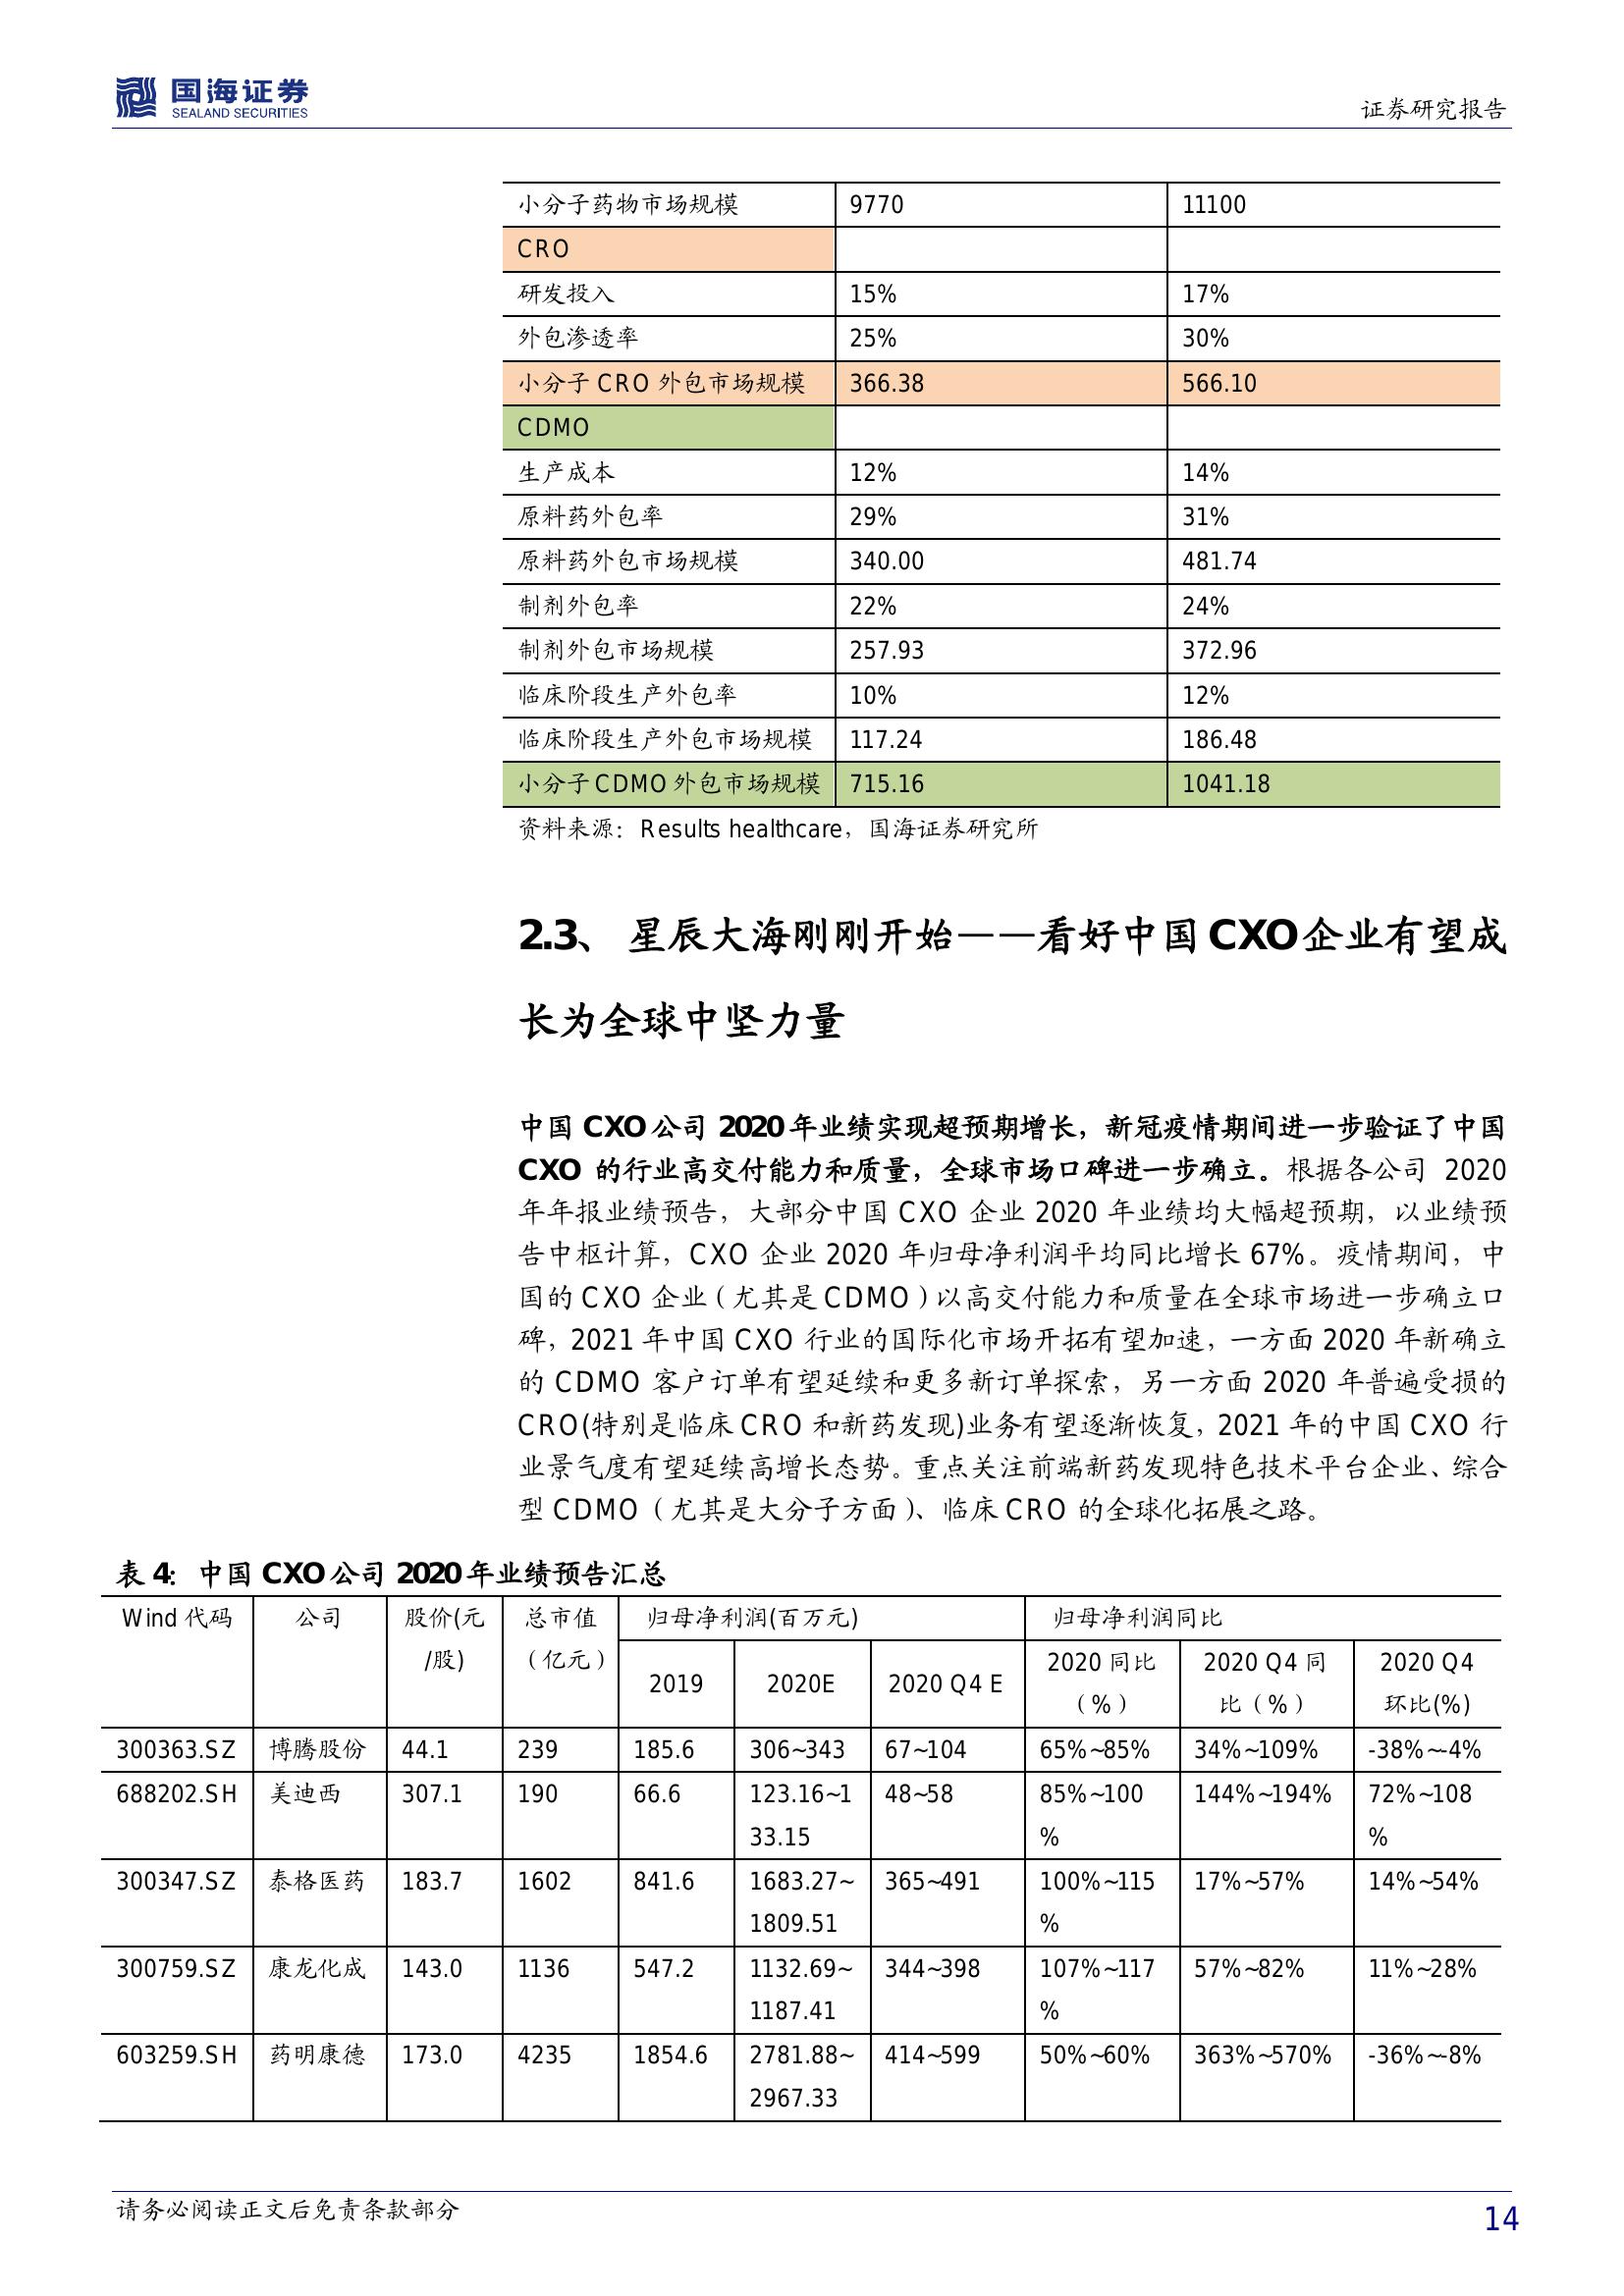 国海证券
SEALAND SECURITIES
证券研究报告
小分子药物市场规模 9770 11100
CRO
研发投入 15% 17%
外包渗透率 25% 30%
小分子 CRO 外包市场规模 366.38 566.10
CDMO
生产成本 12% 14%
原料药外包率 29% 31%
原料药外包市场规模 340.00 481.74
制剂外包率 22% 24%
制剂外包市场规模 257.93 372.96
临床阶段生产外包率 10% 12%
临床阶段生产外包市场规模 117.24 186.48
小分子 CDMO 外包市场规模 715.16 1041.18
资料来源：Results healthcare，国海证券研究所
2.3、 星辰大海刚刚开始——看好中国 CXO 企业有望成
长为全球中坚力量
中国 CXO 公司 2020 年业绩实现超预期增长，新冠疫情期间进一步验证了中国
CXO 的行业高交付能力和质量，全球市场口碑进一步确立。根据各公司 2020
年年报业绩预告，大部分中国 CXO 企业 2020 年业绩均大幅超预期，以业绩预
告中枢计算，CXO 企业 2020 年归母净利润平均同比增长 67%。疫情期间，中
国的 CXO 企业（尤其是 CDMO）以高交付能力和质量在全球市场进一步确立口
碑，2021 年中国 CXO 行业的国际化市场开拓有望加速，一方面 2020 年新确立
的 CDMO 客户订单有望延续和更多新订单探索，另一方面 2020 年普遍受损的
CRO(特别是临床 CRO 和新药发现)业务有望逐渐恢复，2021 年的中国 CXO 行
业景气度有望延续高增长态势。重点关注前端新药发现特色技术平台企业、综合
型 CDMO（尤其是大分子方面）、临床 CRO 的全球化拓展之路。
表 4：中国 CXO 公司 2020 年业绩预告汇总
Wind 代码 公司 股价(元 总市值 归母净利润(百万元) 归母净利润同比
/股) （亿元） 2019 2020E 2020 Q4 E 2020 同比 2020 Q4 同 2020 Q4
（%） 比（%） 环比(%)
300363.SZ 博腾股份 44.1 239 185.6 306~343 67~104 65%~85% 34%~109% -38%~-4%
688202.SH 美迪西 307.1 190 66.6 123.16~1 48~58 85%~100 144%~194% 72%~108
33.15 % %
300347.SZ 泰格医药 183.7 1602 841.6 1683.27~ 365~491 100%~115 17%~57% 14%~54%
1809.51 %
300759.SZ 康龙化成 143.0 1136 547.2 1132.69~ 344~398 107%~117 57%~82% 11%~28%
1187.41 %
603259.SH 药明康德 173.0 4235 1854.6 2781.88~ 414~599 50%~60% 363%~570% -36%~-8%
2967.33
请务必阅读正文后免责条款部分
14